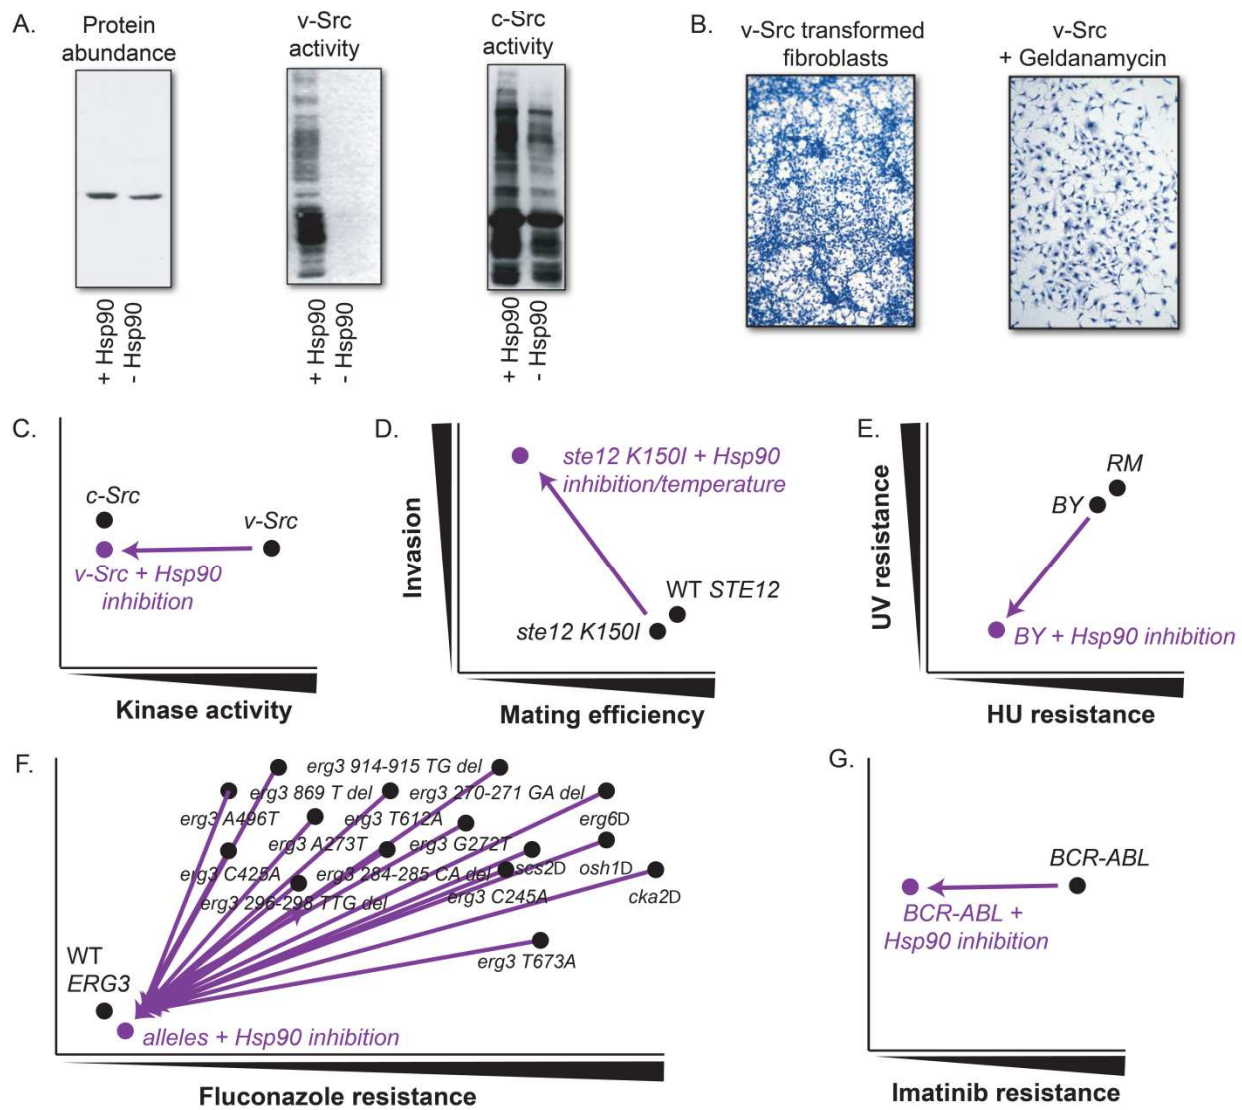 A.
Protein
abundance
v-Src
activity
c-Src
activity
+ Hsp90
- Hsp90
+ Hsp90
- Hsp90
+ Hsp90
- Hsp90
B.
v-Src transformed
fibroblasts
v-Src
+ Geldanamycin
C.
c-Src
v-Src
v-Src + Hsp90
inhibition
Kinase activity
D.
Invasion
ste12 K150I + Hsp90
inhibition/temperature
WT STE12
ste12 K150I
Mating efficiency
E.
UV resistance
RM
BY
BY + Hsp90 inhibition
HU resistance
F.
erg3 914-915 TG del
erg3 869 T del
erg3 270-271 GA del
erg3 A496T
erg3 T612A
erg6D
erg3 A273T
erg3 G272T
erg3 C425A
erg3 284-285 CA del
scs2D
osh1D
erg3 296-298 TTG del
erg3 C245A
cka2D
erg3 T673A
WT
ERG3
alleles + Hsp90 inhibition
Fluconazole resistance
G.
BCR-ABL
BCR-ABL +
Hsp90 inhibition
Imatinib resistance